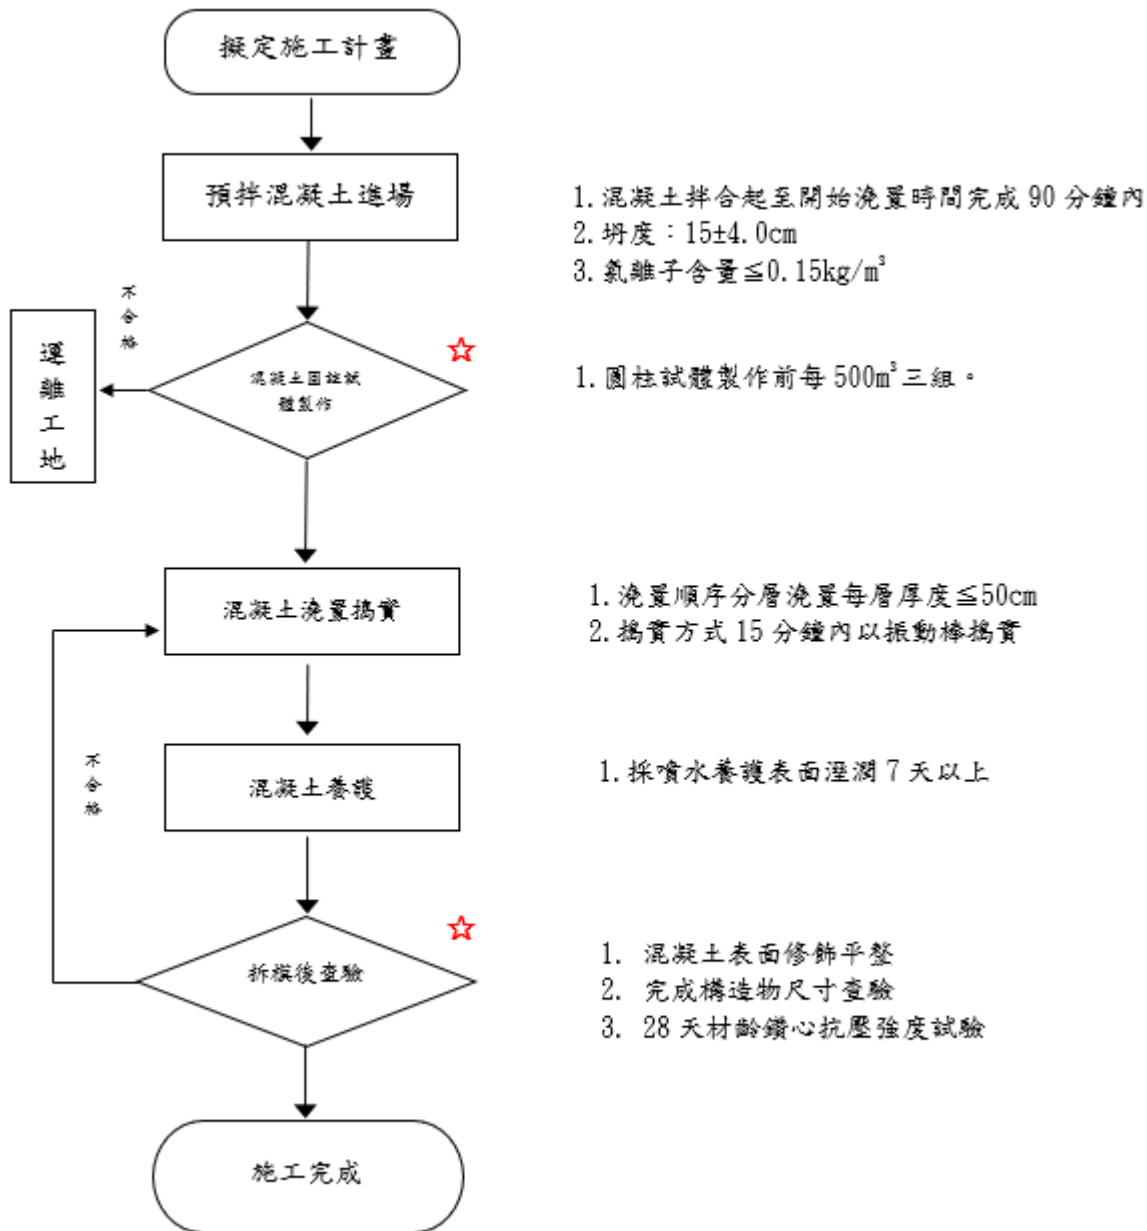 擬定施工計畫
預拌混凝土進場
1.混凝土拌合起至開始澆置時間完成 90 分鐘內
2.坍度：15±4.0cm
3.氯離子含量≦0.15kg/m³
不合格
運離工地
混凝土圓柱試
體製作
1.圓柱試體製作前每 500m³三組。
混凝土澆置搗實
1.澆置順序分層澆置每層厚度≦50cm
2.搗實方式 15 分鐘內以振動棒搗實
不合格
混凝土養護
1.採噴水養護表面溼潤 7 天以上
拆模後查驗
1. 混凝土表面修飾平整
2. 完成構造物尺寸查驗
3. 28 天材齡鑽心抗壓強度試驗
施工完成